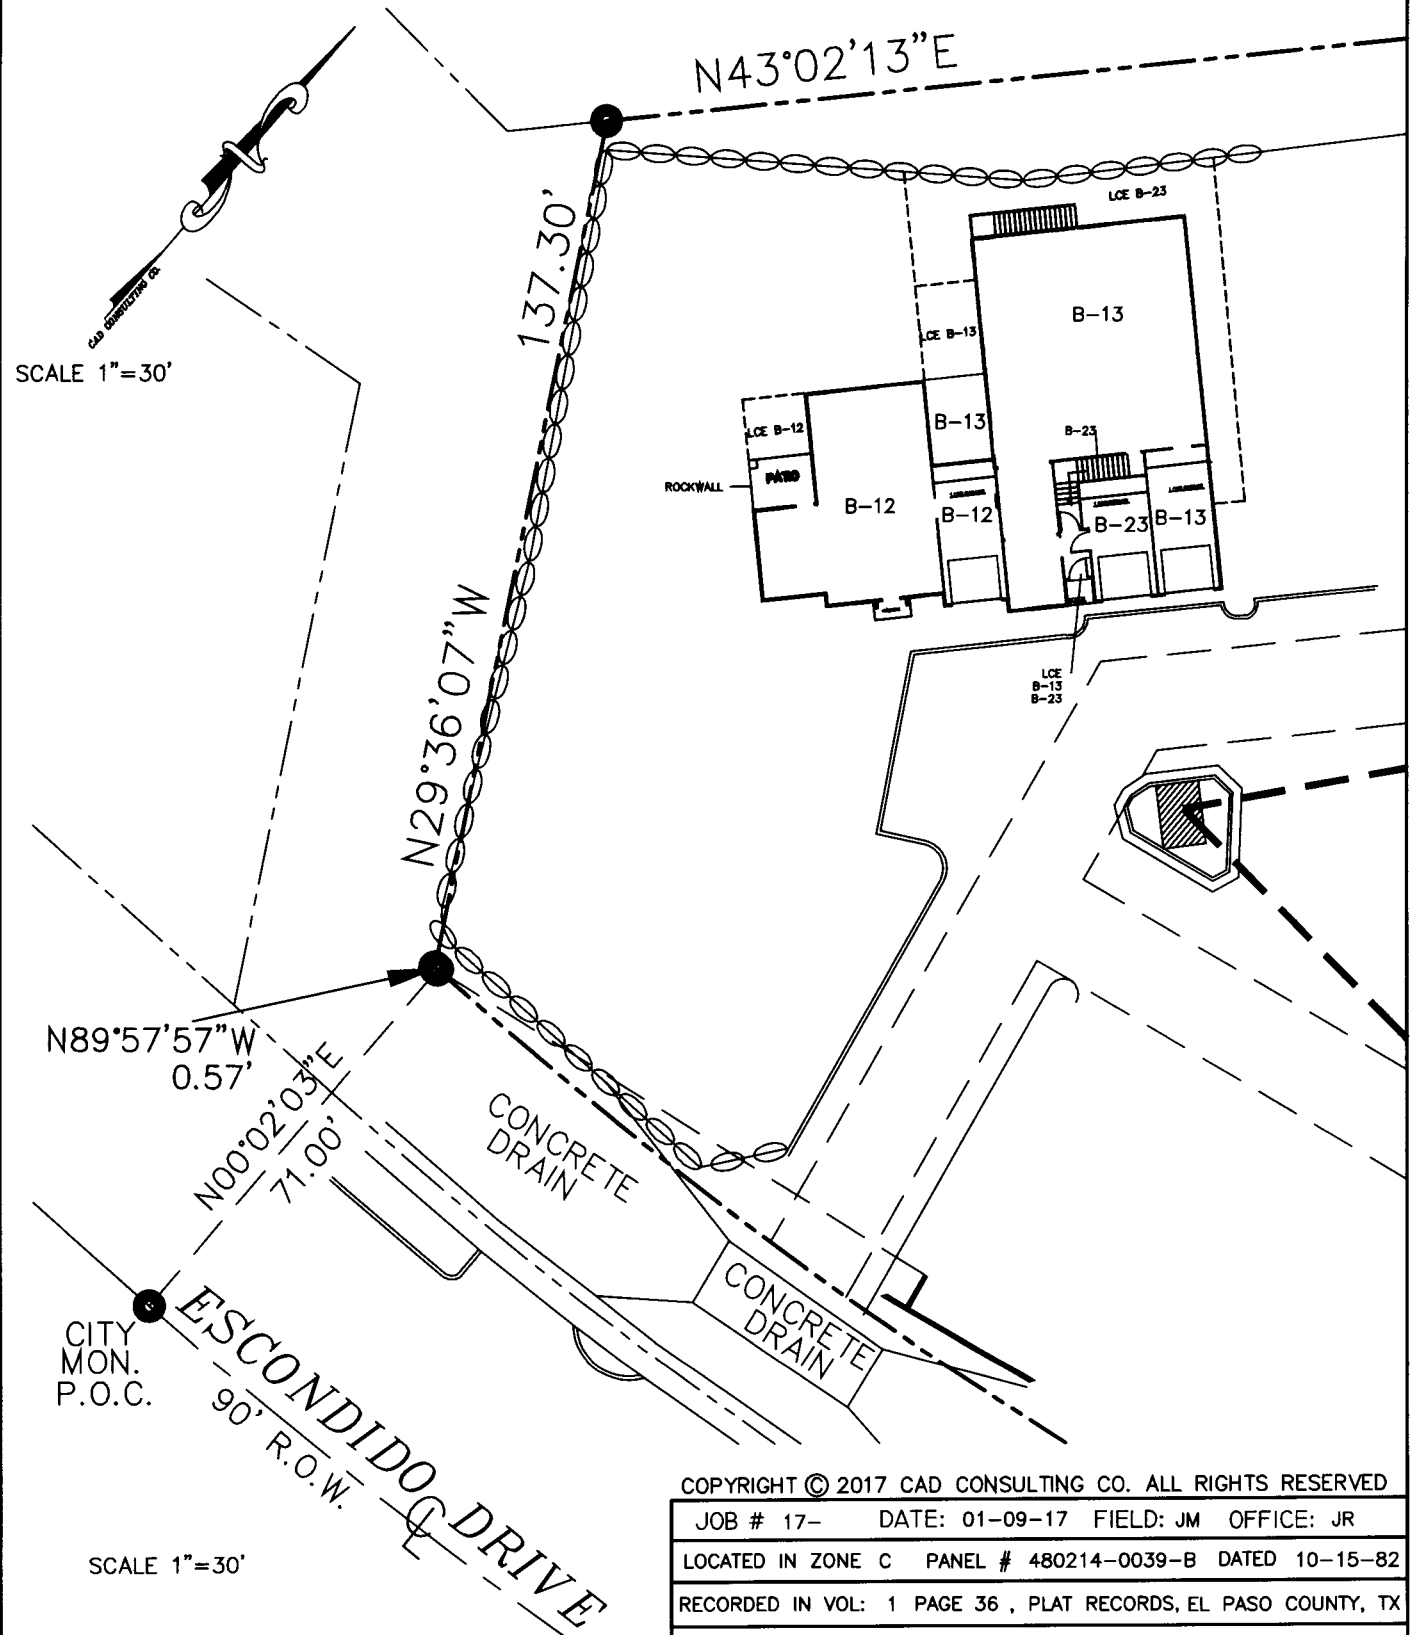 N43°02'13"E
CAD CONSULTING CO.
SCALE 1"=30'
137.30'
N29°36'07"W
LCE B-23
B-13
LCE B-13
B-13
LCE B-12
B-23
PATIO
ROCKWALL
B-12
B-12
B-23
B-13
LCE
B-13
B-23
N89°57'57"W
0.57'
N00°02'03"E
71.00'
CONCRETE
DRAIN
CONCRETE
DRAIN
CITY
MON.
P.O.C.
ESCONDIDO DRIVE
90' R.O.W.
CL
SCALE 1"=30'
COPYRIGHT © 2017 CAD CONSULTING CO. ALL RIGHTS RESERVED
JOB # 17- DATE: 01-09-17 FIELD: JM OFFICE: JR
LOCATED IN ZONE C PANEL # 480214-0039-B DATED 10-15-82
RECORDED IN VOL: 1 PAGE 36 , PLAT RECORDS, EL PASO COUNTY, TX